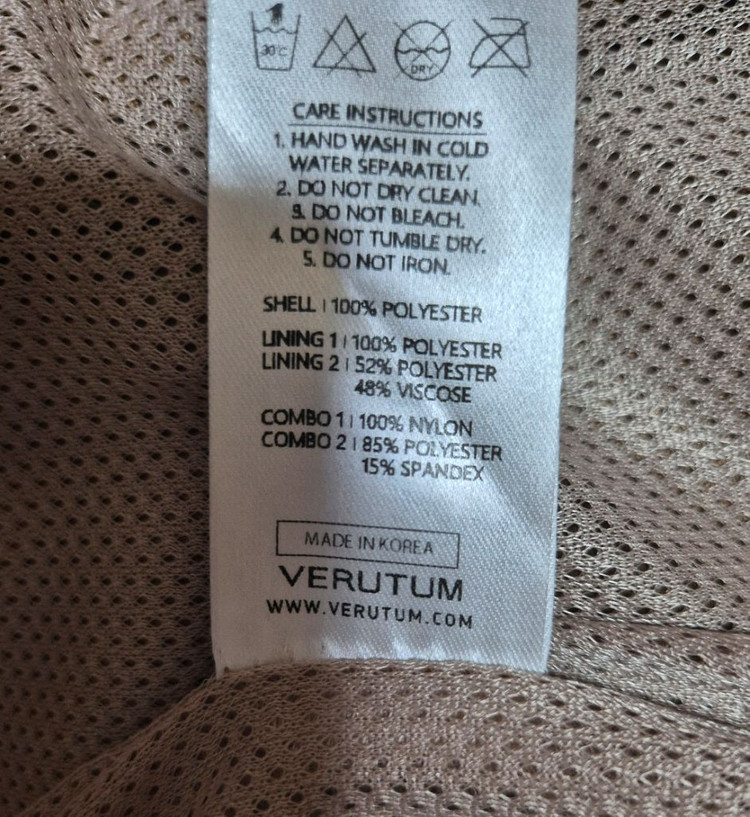 30°C
DRY
CARE INSTRUCTIONS
1. HAND WASH IN COLD
WATER SEPARATELY.
2. DO NOT DRY CLEAN.
3. DO NOT BLEACH.
4. DO NOT TUMBLE DRY.
5. DO NOT IRON.
SHELL | 100% POLYESTER
LINING 1 | 100% POLYESTER
LINING 2 | 52% POLYESTER
48% VISCOSE
COMBO 1 | 100% NYLON
COMBO 2 | 85% POLYESTER
15% SPANDEX
MADE IN KOREA
VERUTUM
WWW.VERUTUM.COM